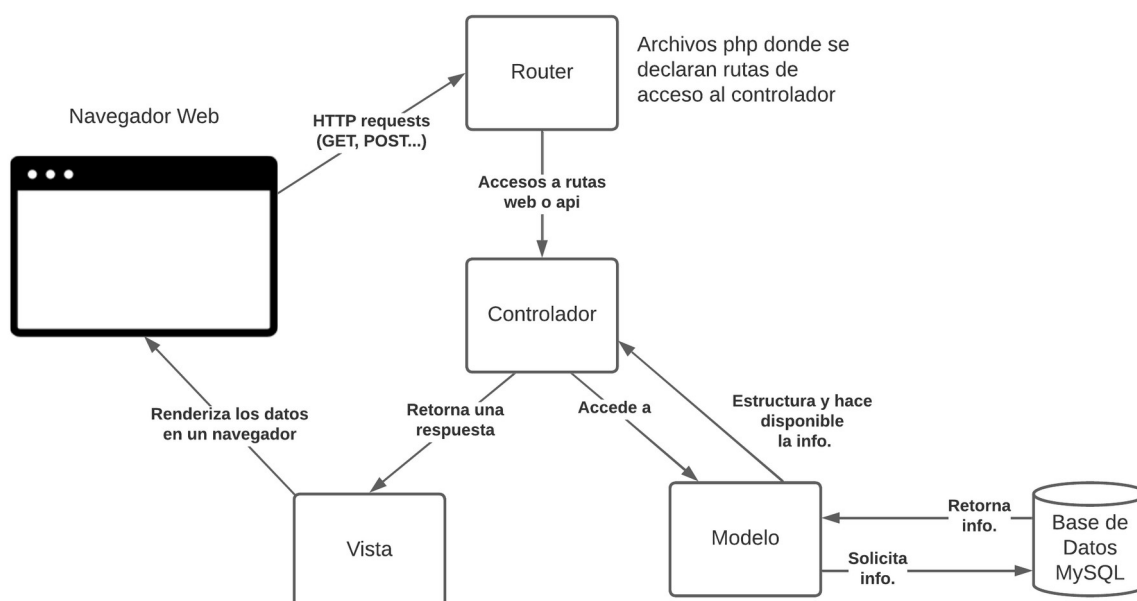 Router
Archivos php donde se
declaran rutas de
acceso al controlador
Navegador Web
HTTP requests
(GET, POST...)
Accesos a rutas
web o api
Controlador
Renderiza los datos
en un navegador
Retorna una
respuesta
Accede a
Estructura y hace
disponible
la info.
Vista
Modelo
Retorna
info.
Solicita
info.
Base de
Datos
MySQL